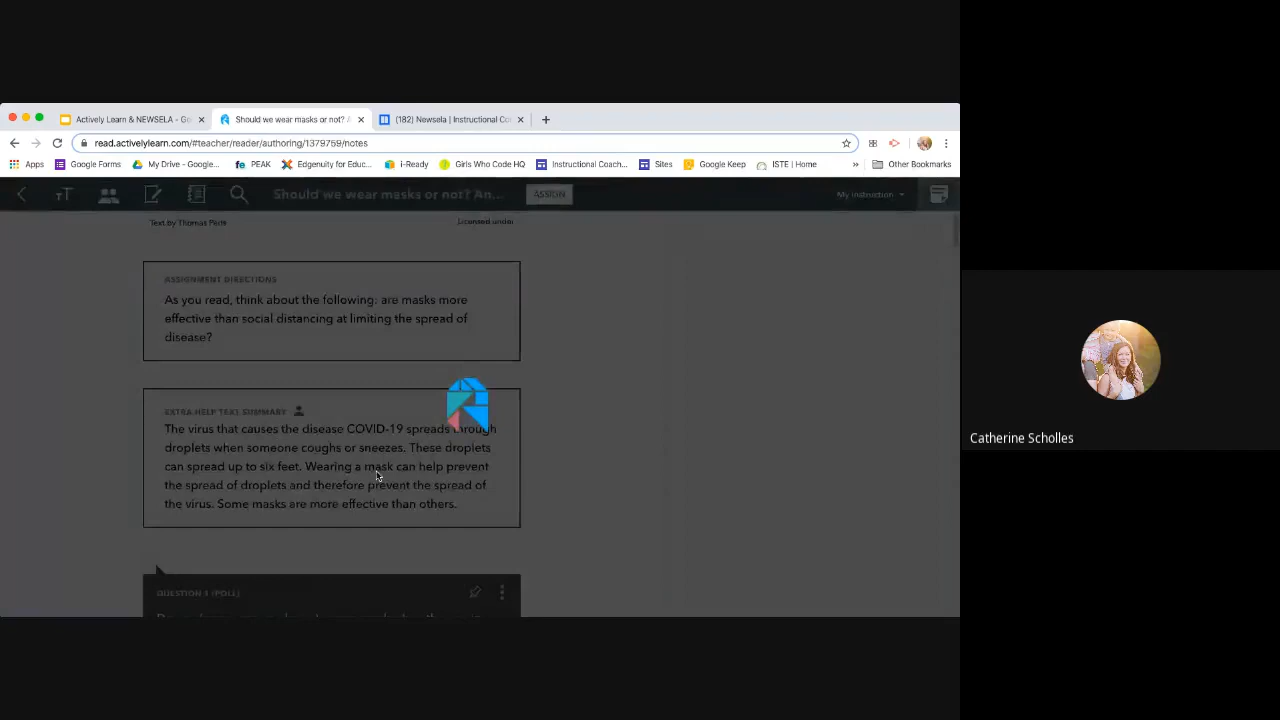 Actively Learn & NEWSELA - Go
Should we wear masks or not? A
(182) Newsela | Instructional Co
read.activelylearn.com/#teacher/reader/authoring/1379759/notes
Apps
Google Forms
My Drive - Google...
PEAK
Edgenuity for Educ...
i-Ready
Girls Who Code HQ
Instructional Coach...
Sites
Google Keep
ISTE | Home
»
Other Bookmarks
Should we wear masks or not? An...
ASSIGN
My instruction
Text by Thomas
Licensed under
ASSIGNMENT DIRECTIONS
As you read, think about the following: are masks more
effective than social distancing at limiting the spread of
disease?
EXTRA HELP TEXT SUMMARY
The virus that causes the disease COVID-19 spreads through
droplets when someone coughs or sneezes. These droplets
can spread up to six feet. Wearing a mask can help prevent
the spread of droplets and therefore prevent the spread of
the virus. Some masks are more effective than others.
QUESTION 1 (POLL)
Catherine Scholles